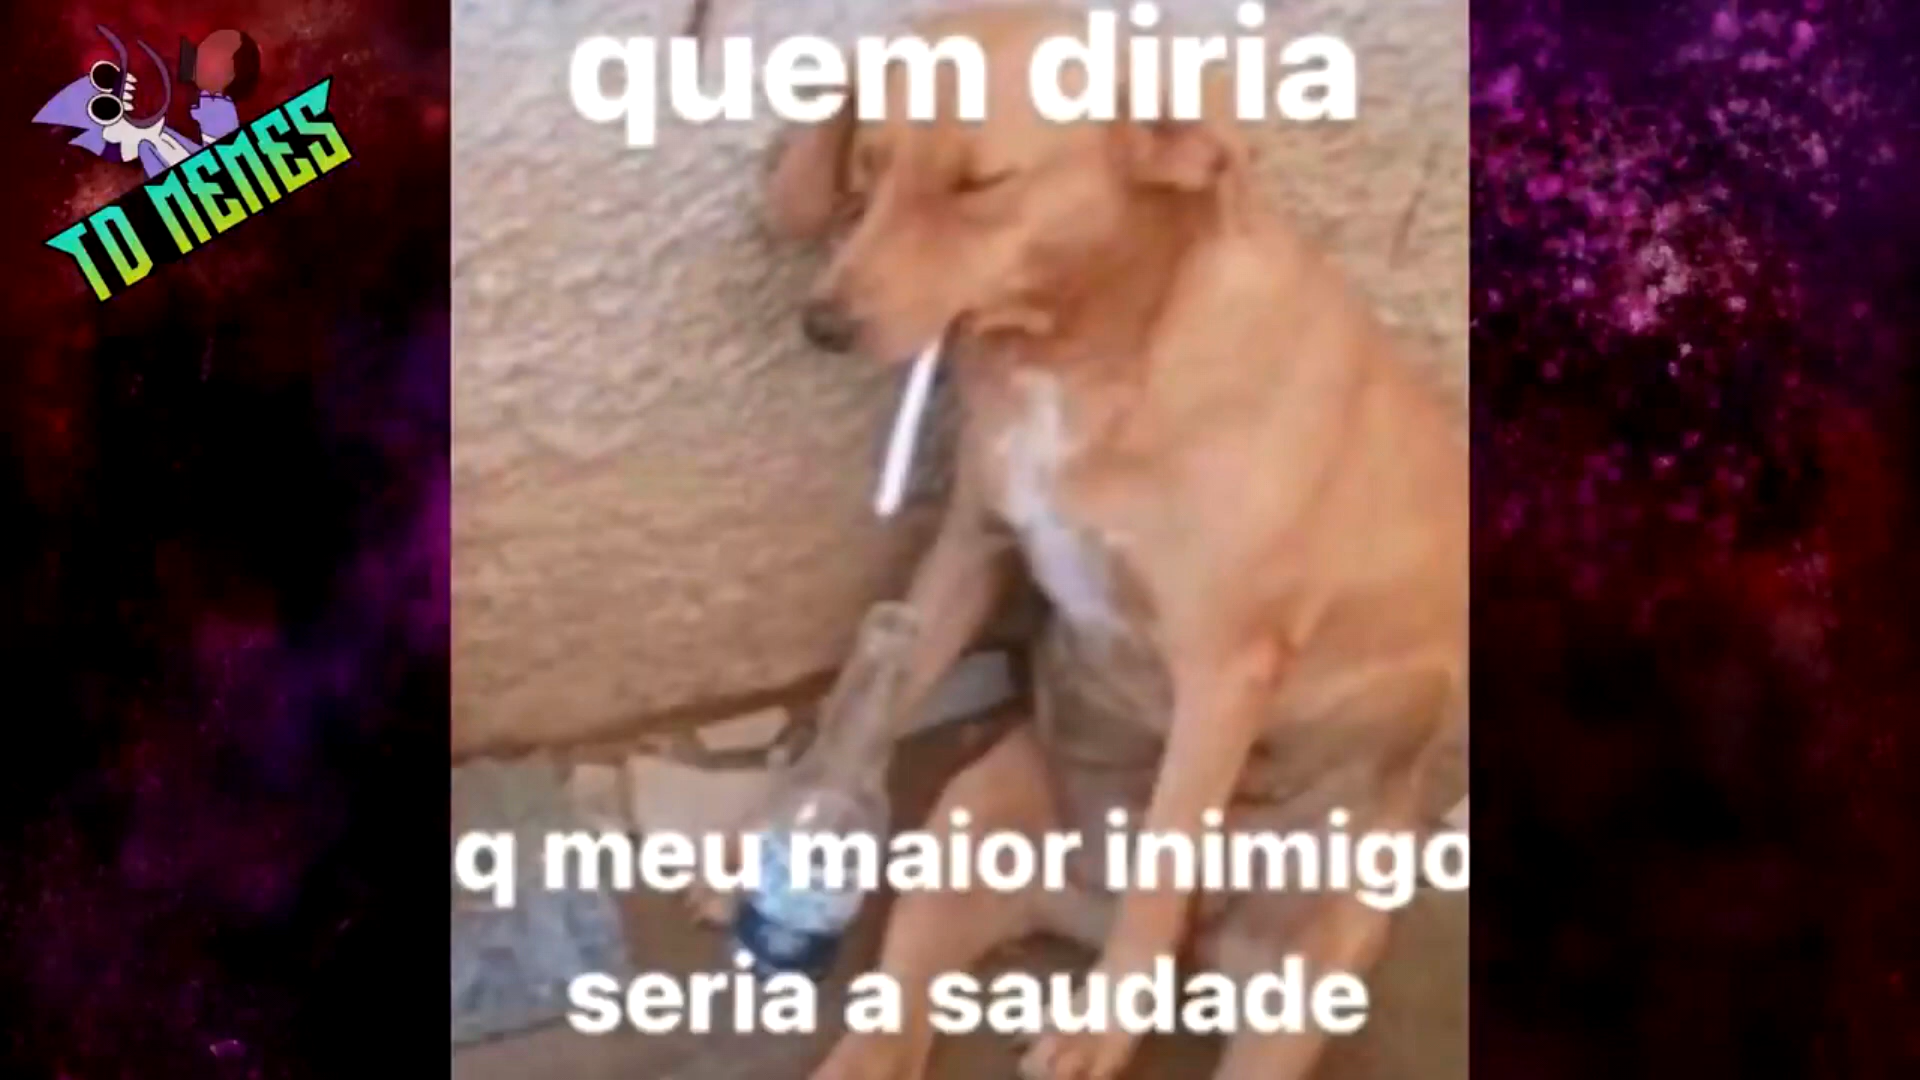 TD MEMES
quem diria
q meu maior inimigo
seria a saudade